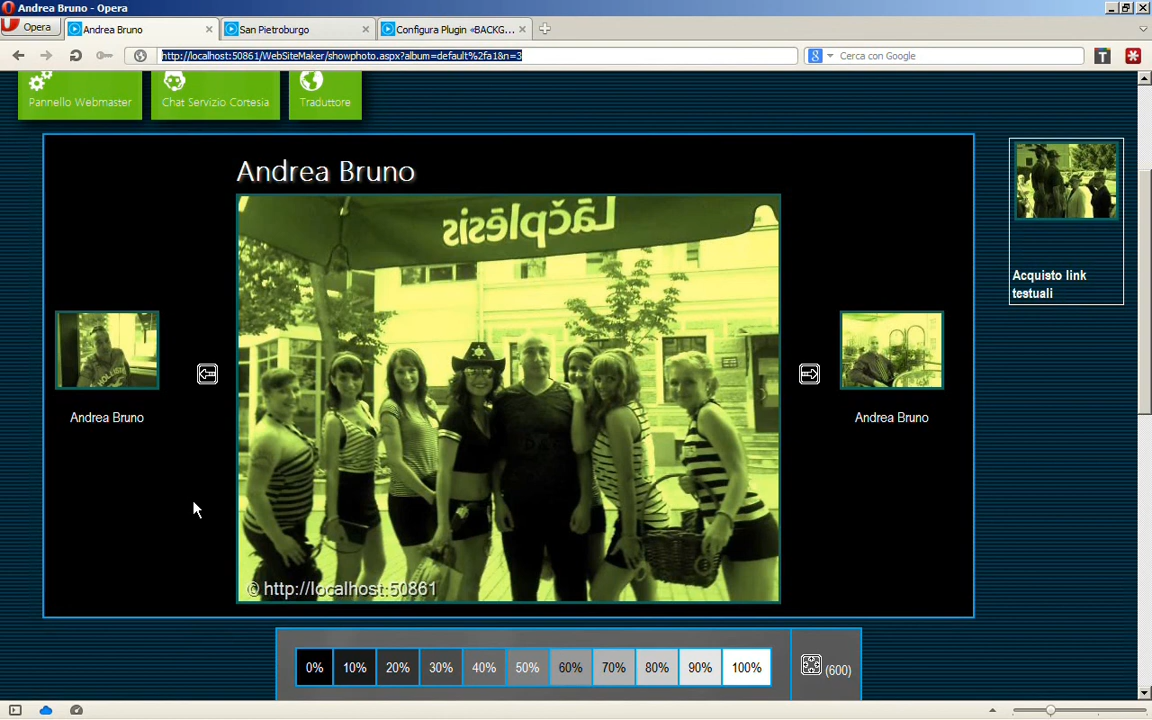 Andrea Bruno - Opera
Opera
Andrea Bruno
San Pietroburgo
Configura Plugin «BACKG...
http://localhost:50861/WebSiteMaker/showphoto.aspx?album=default%2fa1&n=3
Cerca con Google
Pannello Webmaster
Chat Servizio Cortesia
Traduttore
Andrea Bruno
Lāčplēsis
Andrea Bruno
Andrea Bruno
Acquisto link
testuali
© http://localhost:50861
0% 10% 20% 30% 40% 50% 60% 70% 80% 90% 100%
(600)